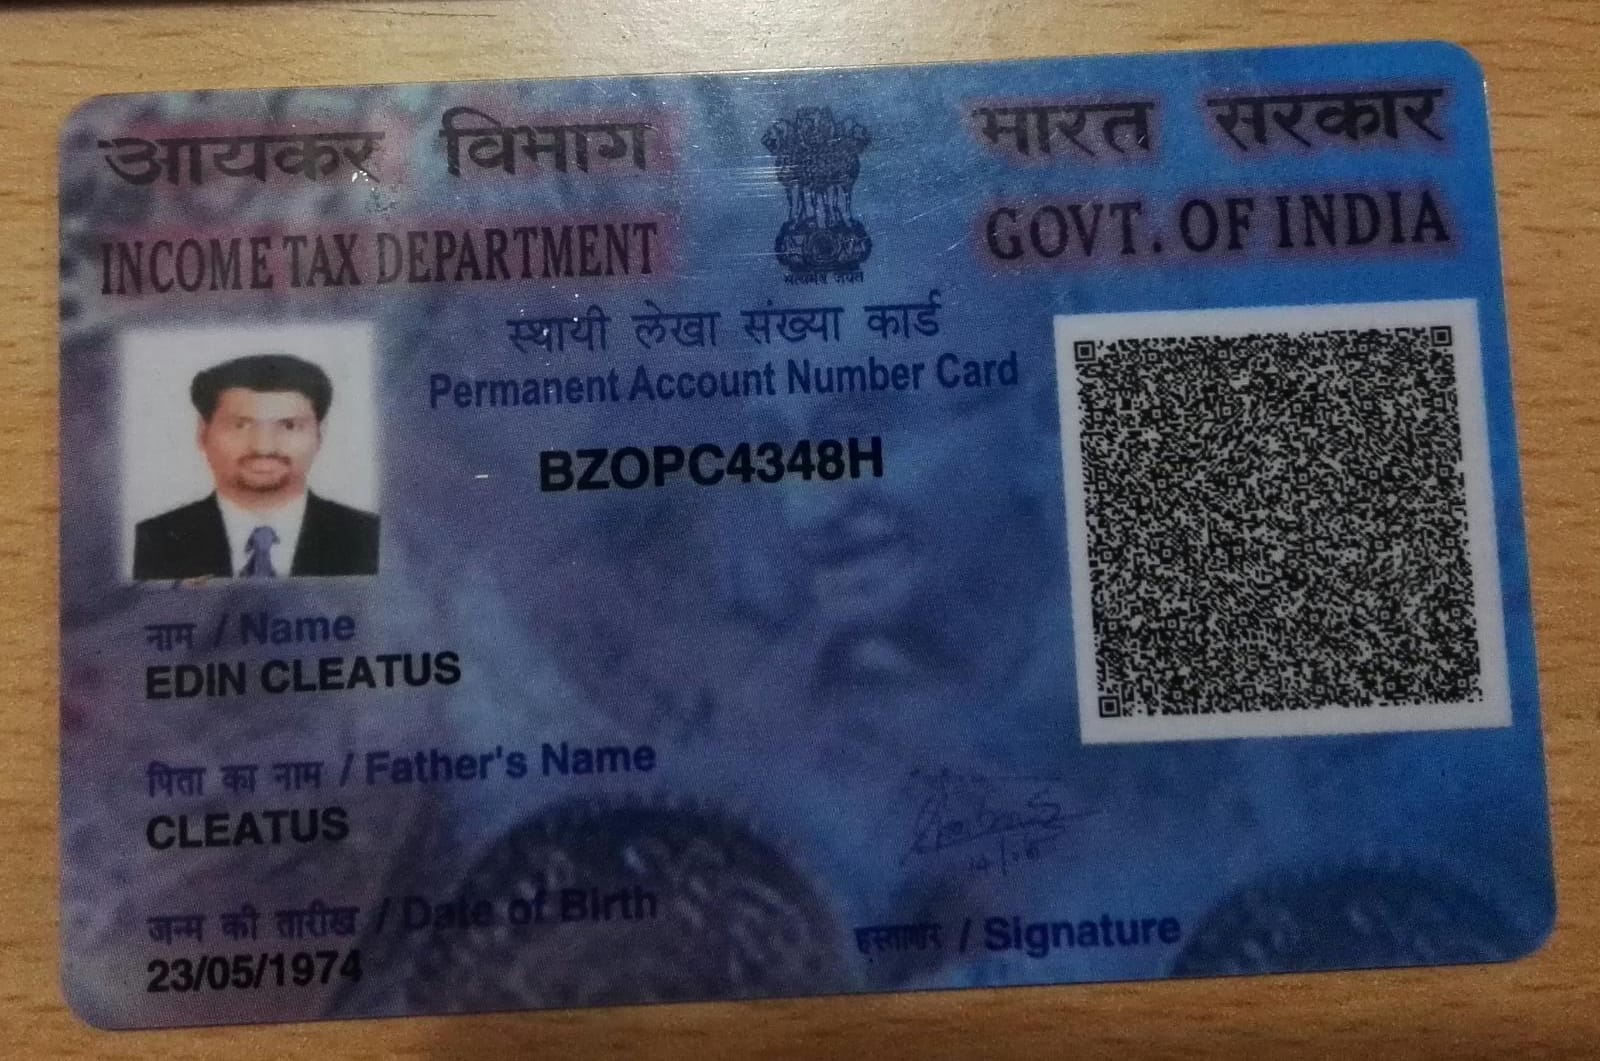 आयकर विभाग
INCOME TAX DEPARTMENT
सत्यमेव जयते
भारत सरकार
GOVT. OF INDIA
स्थायी लेखा संख्या कार्ड
Permanent Account Number Card
BZOPC4348H
नाम / Name
EDIN CLEATUS
पिता का नाम / Father's Name
CLEATUS
जन्म की तारीख / Date of Birth
23/05/1974
हस्ताक्षर / Signature